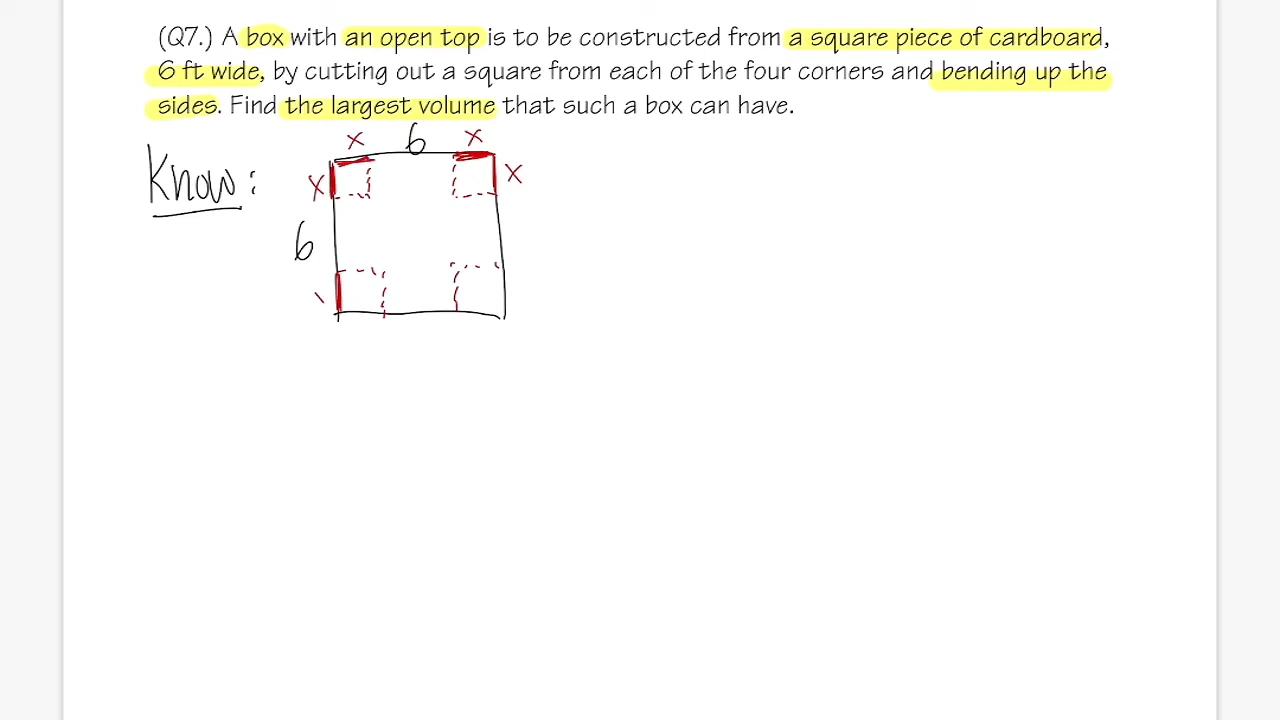 (Q7.) A box with an open top is to be constructed from a square piece of cardboard,
6 ft wide, by cutting out a square from each of the four corners and bending up the
sides. Find the largest volume that such a box can have.
x 6 x
Know: x x
6